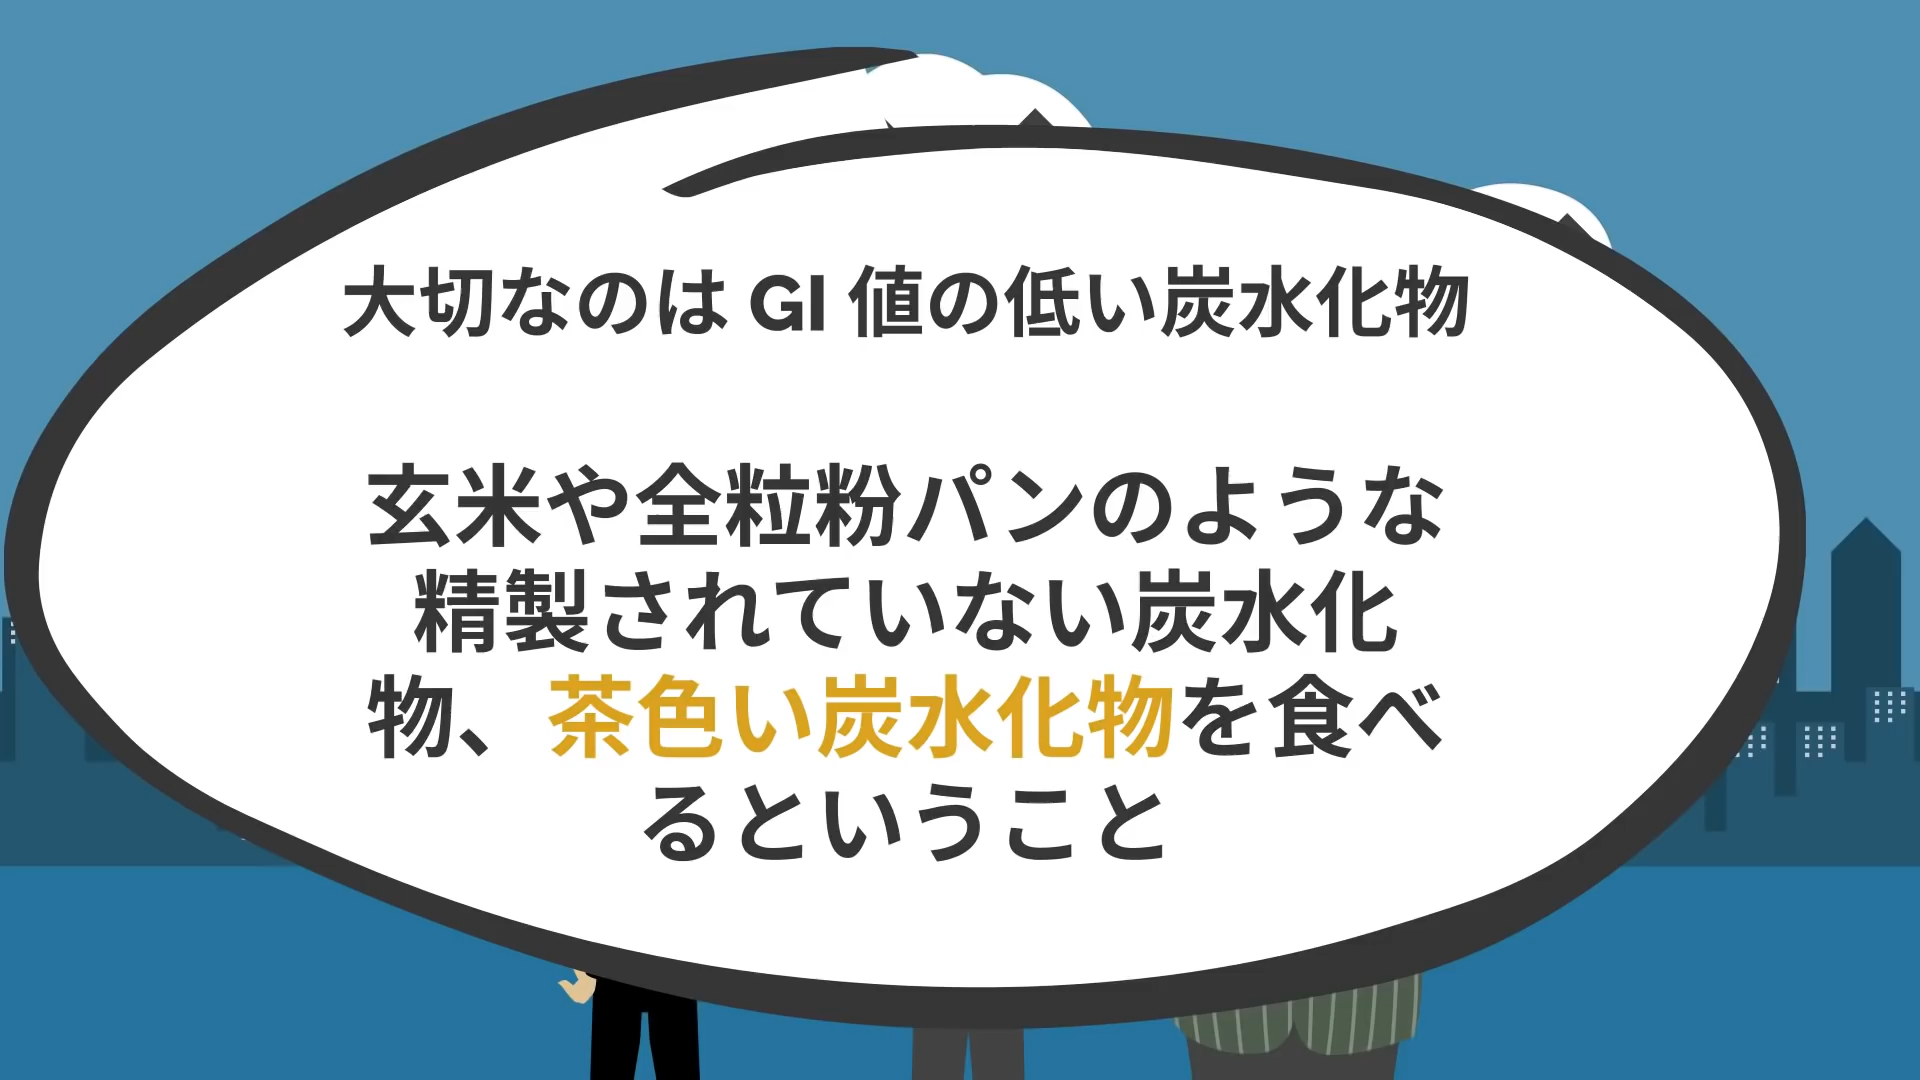 大切なのは GI 値の低い炭水化物
玄米や全粒粉パンのような
精製されていない炭水化
物、茶色い炭水化物を食べ
るということ